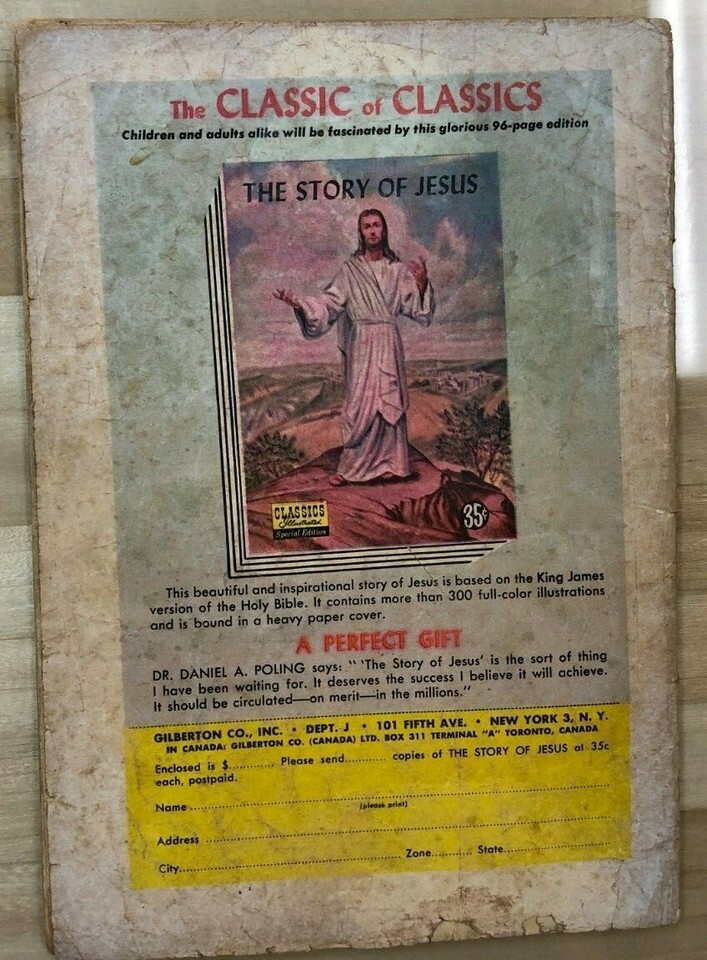 The CLASSIC of CLASSICS
Children and adults alike will be fascinated by this glorious 96-page edition
THE STORY OF JESUS
CLASSICS
Illustrated
Special Edition
35¢
This beautiful and inspirational story of Jesus is based on the King James
version of the Holy Bible. It contains more than 300 full-color illustrations
and is bound in a heavy paper cover.
A PERFECT GIFT
DR. DANIEL A. POLING says: " 'The Story of Jesus' is the sort of thing
I have been waiting for. It deserves the success I believe it will achieve.
It should be circulated—on merit—in the millions."
GILBERTON CO., INC. • DEPT. J • 101 FIFTH AVE. • NEW YORK 3, N. Y.
IN CANADA: GILBERTON CO. (CANADA) LTD. BOX 311 TERMINAL "A" TORONTO, CANADA
Enclosed is $............ Please send........... copies of THE STORY OF JESUS at 35c
each, postpaid.
Name ..........................................................................
(please print)
Address ..........................................................................
City.................................................. Zone........... State............................